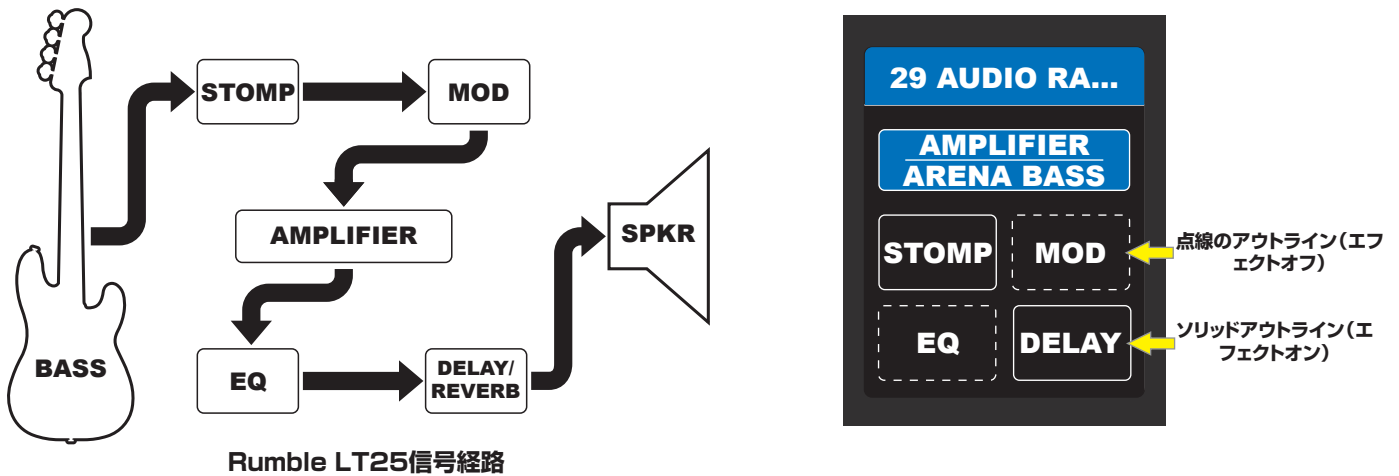 BASS
STOMP
MOD
AMPLIFIER
EQ
DELAY/
REVERB
SPKR
Rumble LT25信号経路
29 AUDIO RA...
AMPLIFIER
ARENA BASS
STOMP
MOD
EQ
DELAY
点線のアウトライン（エフ
ェクトオフ）
ソリッドアウトライン（エ
フェクトオン）